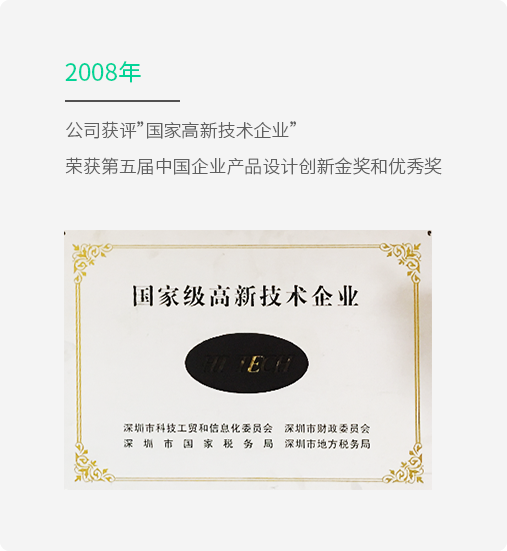 2008年
公司获评”国家高新技术企业”
荣获第五届中国企业产品设计创新金奖和优秀奖
国家级高新技术企业
深圳市科技工贸和信息化委员会 深圳市财政委员会
深圳市国家税务局 深圳市地方税务局